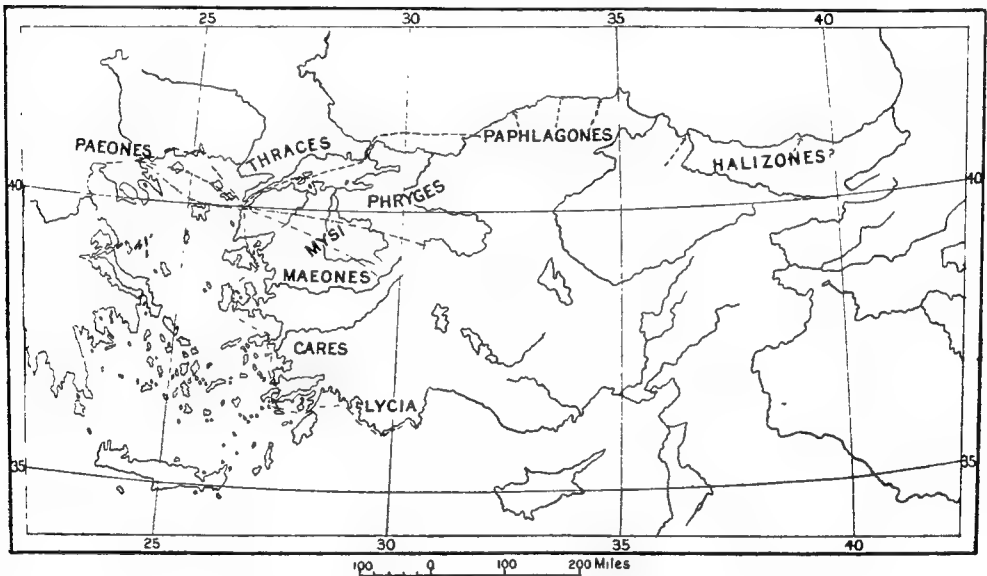 25 30 35 40
PAEONES
THRACES
PAPHLAGONES
HALIZONES?
40 40
PHRYGES
MYSI
MAEONES
CARES
LYCIA
35 35
25 30 35 40
100 0 100 200 Miles